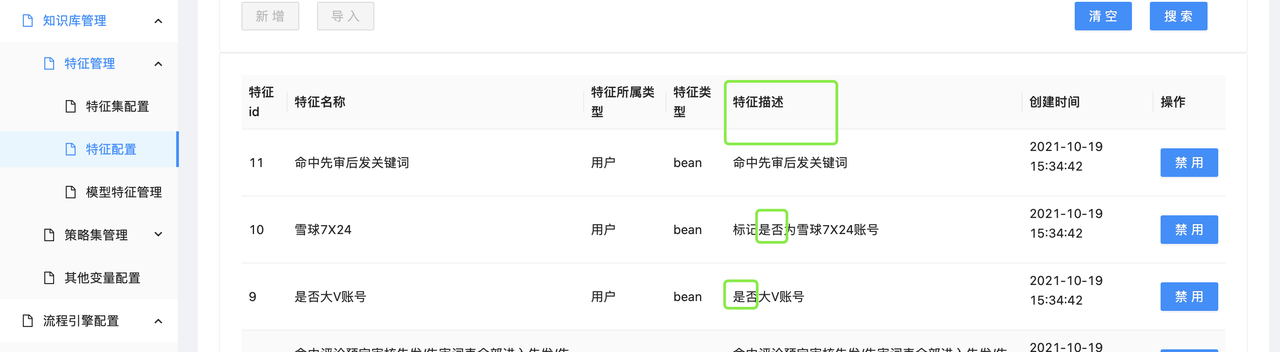 知识库管理
特征管理
特征集配置
特征配置
模型特征管理
策略集管理
其他变量配置
流程引擎配置
新 增 导 入 清 空 搜 索
特征id 特征名称 特征所属类型 特征类型 特征描述 创建时间 操作
11 命中先审后发关键词 用户 bean 命中先审后发关键词 2021-10-19 15:34:42 禁 用
10 雪球7X24 用户 bean 标记是否为雪球7X24账号 2021-10-19 15:34:42 禁 用
9 是否大V账号 用户 bean 是否大V账号 2021-10-19 15:34:42 禁 用
2021-10-19